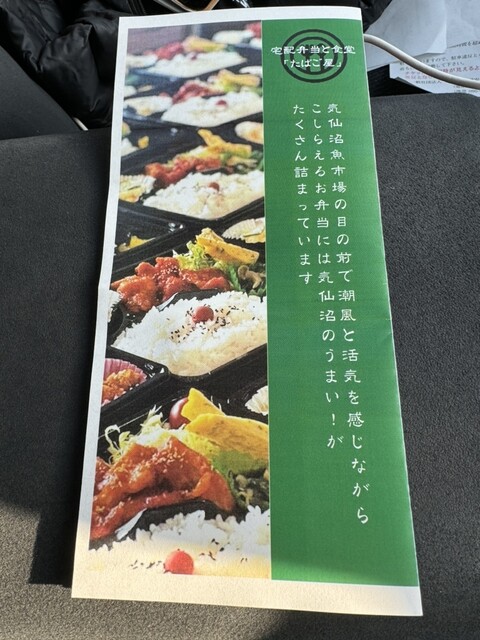 宅配弁当と食堂
「たばご屋」
気仙沼魚市場の目の前で潮風と活気を感じながら
こしらえるお弁当には気仙沼のうまい!が
たくさん詰まっています